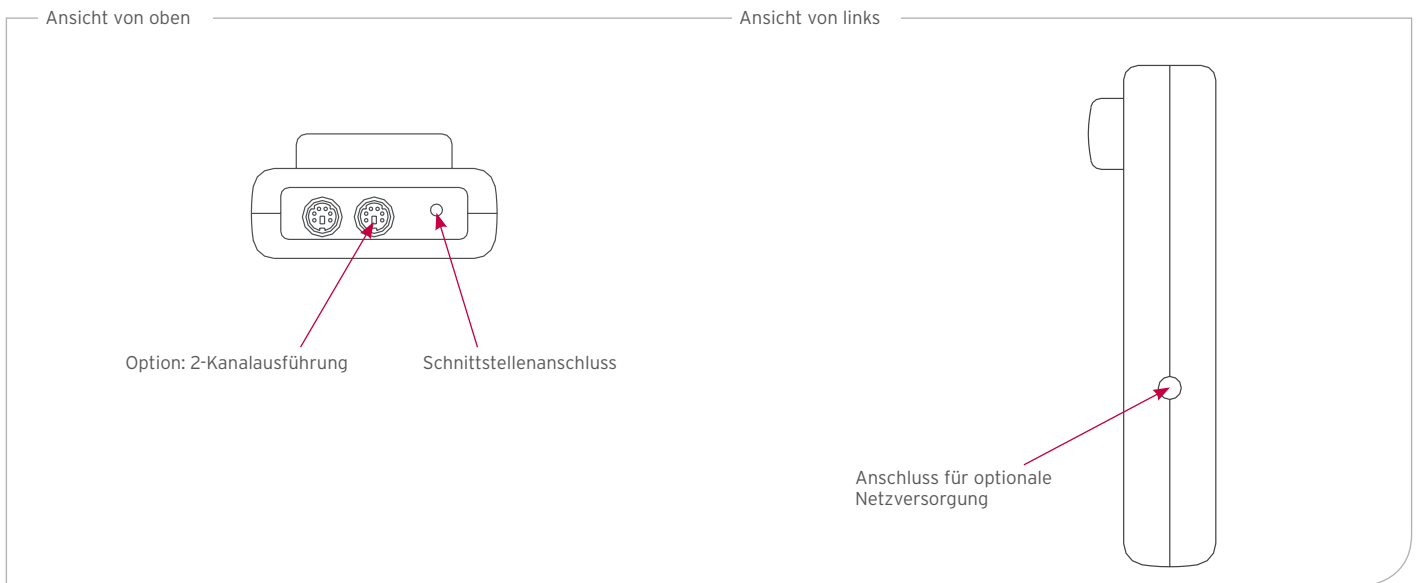 Ansicht von oben
Ansicht von links
Option: 2-Kanalausführung
Schnittstellenanschluss
Anschluss für optionale
Netzversorgung